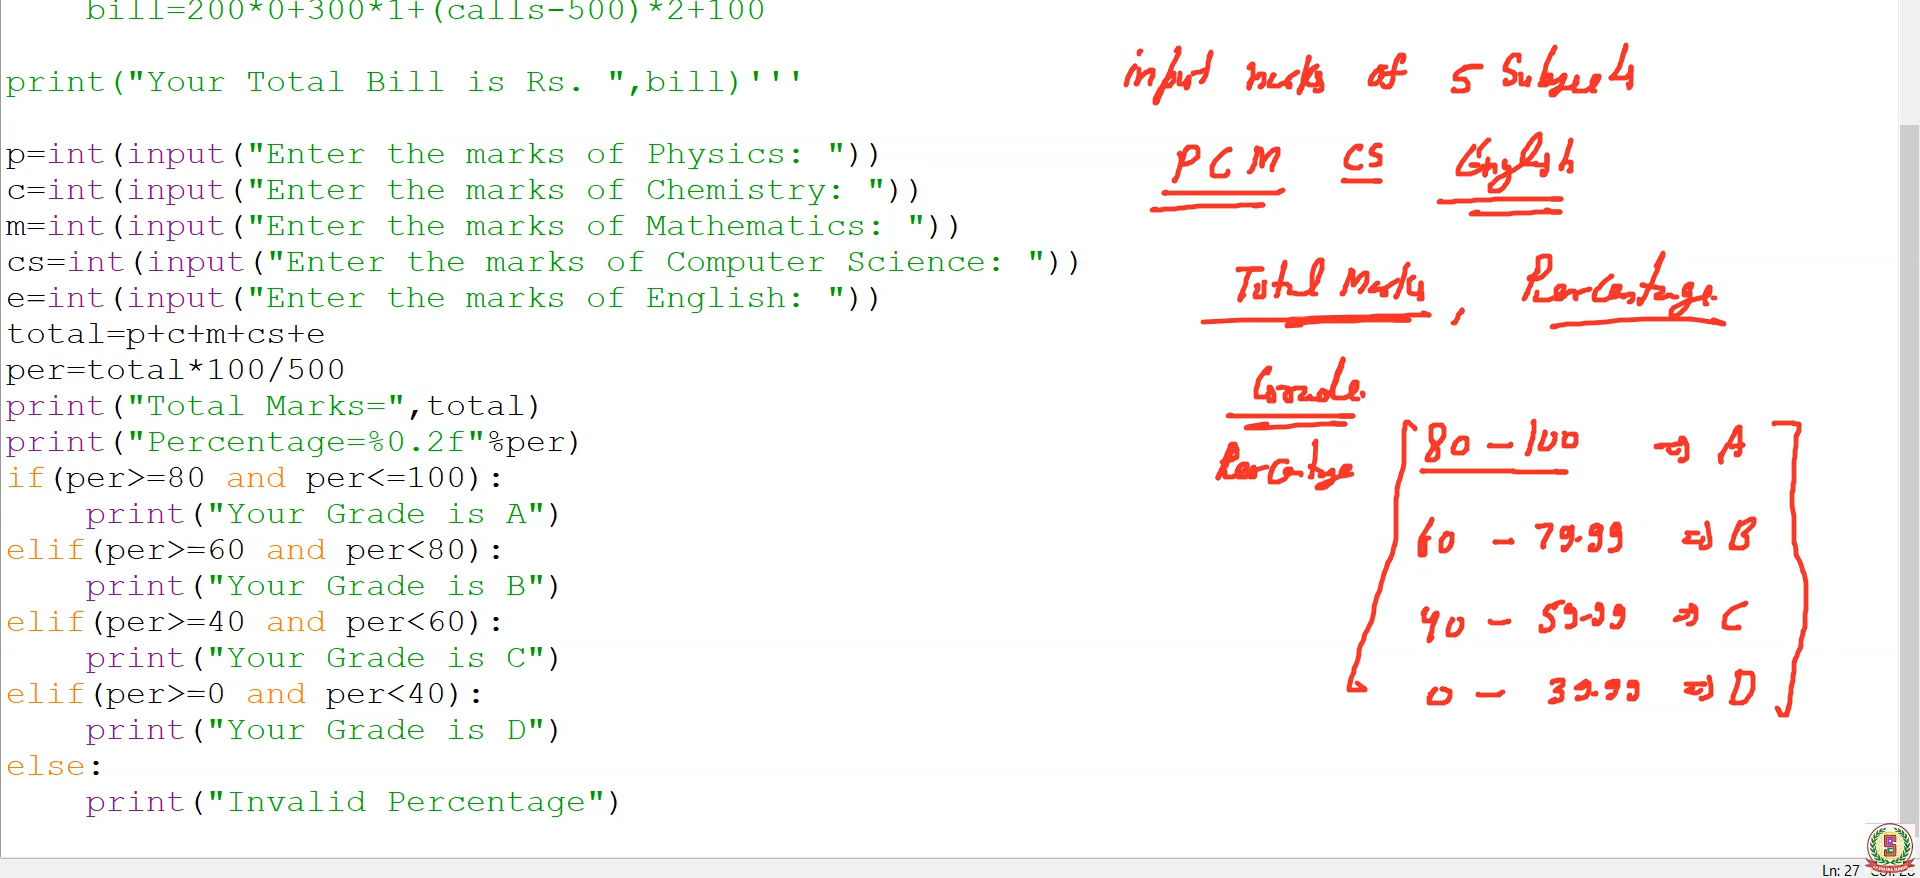 bill=200*0+300*1+(calls-500)*2+100
print("Your Total Bill is Rs. ",bill)'''
p=int(input("Enter the marks of Physics: "))
c=int(input("Enter the marks of Chemistry: "))
m=int(input("Enter the marks of Mathematics: "))
cs=int(input("Enter the marks of Computer Science: "))
e=int(input("Enter the marks of English: "))
total=p+c+m+cs+e
per=total*100/500
print("Total Marks=",total)
print("Percentage=%0.2f"%per)
if(per>=80 and per<=100):
    print("Your Grade is A")
elif(per>=60 and per<80):
    print("Your Grade is B")
elif(per>=40 and per<60):
    print("Your Grade is C")
elif(per>=0 and per<40):
    print("Your Grade is D")
else:
    print("Invalid Percentage")
input marks of 5 Subjects
PCM CS English
Total Marks, Percentage
Grade
Percentage 80 - 100 ⇒ A
60 - 79.99 ⇒ B
40 - 59.99 ⇒ C
0 - 39.99 ⇒ D
S
Ln: 27